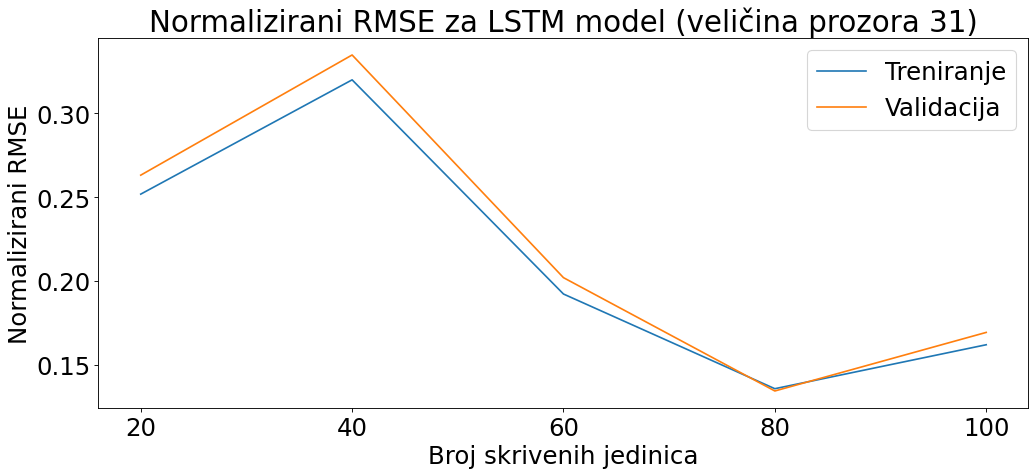 Normalizirani RMSE za LSTM model (veličina prozora 31)
Treniranje
Validacija
Normalizirani RMSE
0.30
0.25
0.20
0.15
20 40 60 80 100
Broj skrivenih jedinica